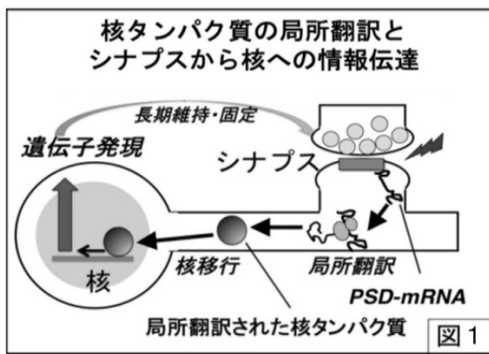 核タンパク質の局所翻訳と
シナプスから核への情報伝達
長期維持・固定
遺伝子発現
シナプス
核
核移行
局所翻訳
PSD-mRNA
局所翻訳された核タンパク質
図1